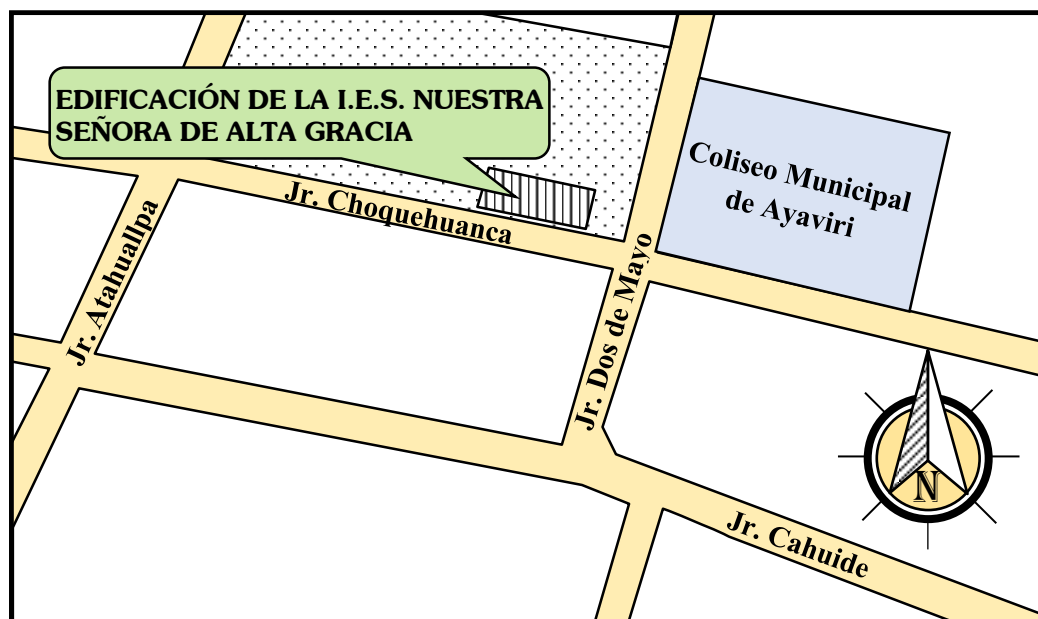 EDIFICACIÓN DE LA I.E.S. NUESTRA
SEÑORA DE ALTA GRACIA
Coliseo Municipal
de Ayaviri
Jr. Choquehuanca
Jr. Atahuallpa
Jr. Dos de Mayo
Jr. Cahuide
N